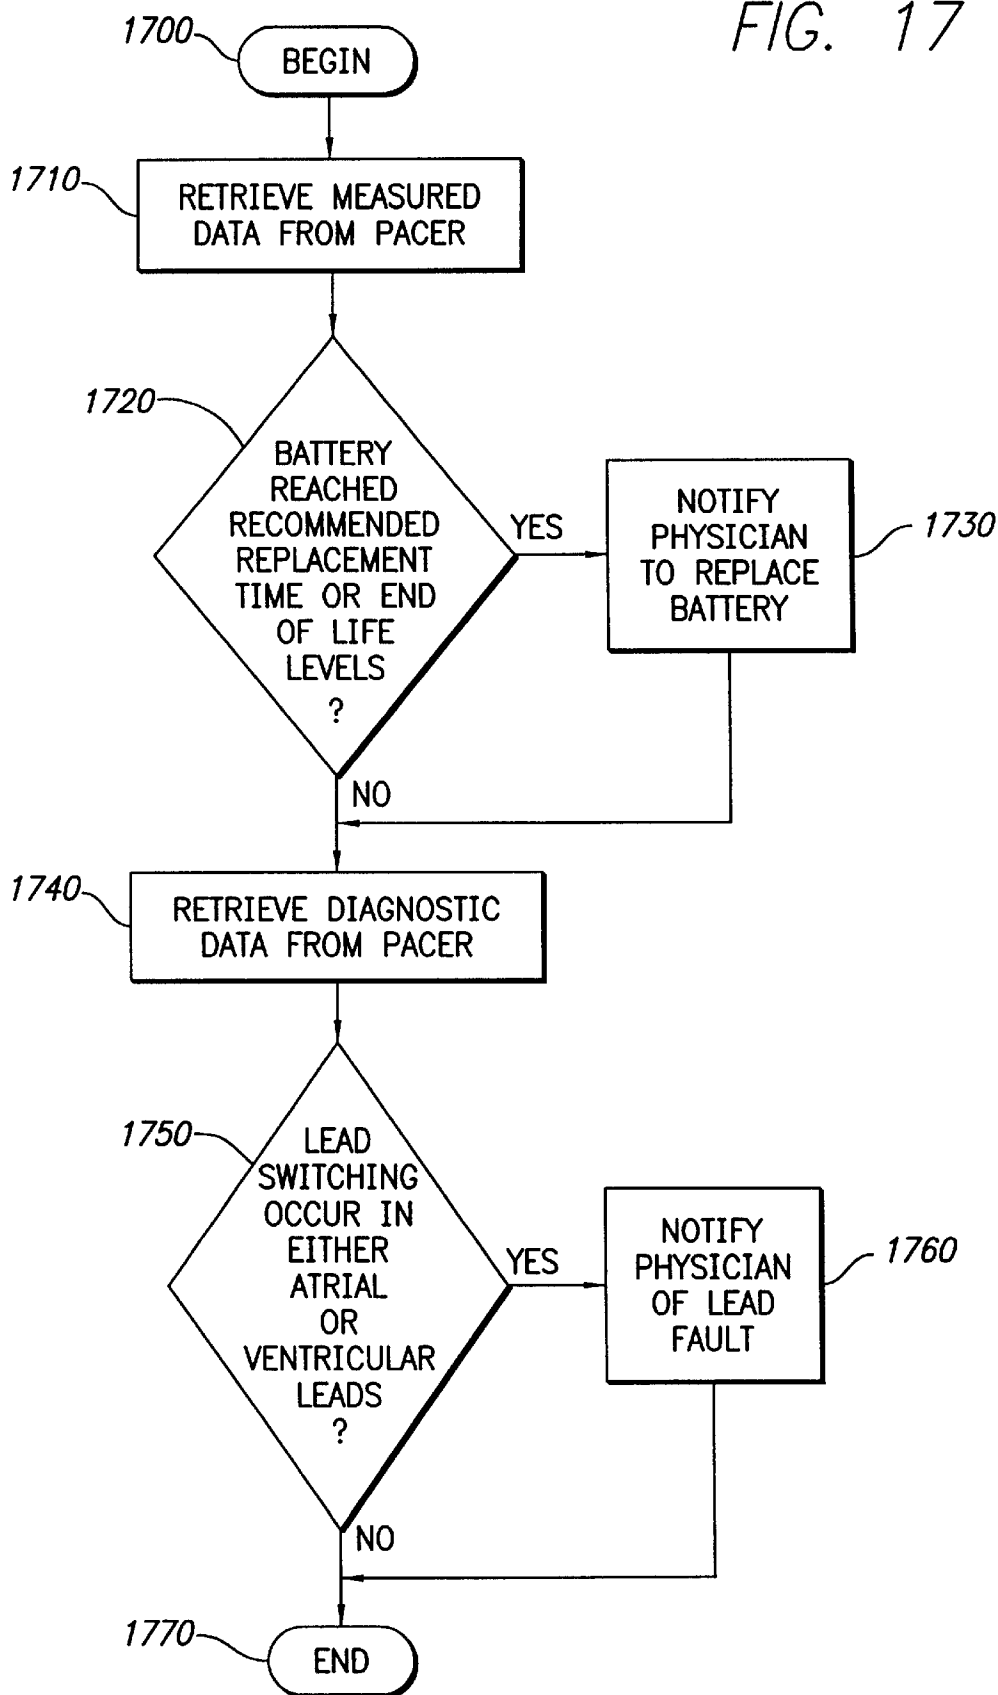 FIG. 17
1700
BEGIN
1710
RETRIEVE MEASURED
DATA FROM PACER
1720
BATTERY
REACHED
RECOMMENDED
REPLACEMENT
TIME OR END
OF LIFE
LEVELS
?
YES
NOTIFY
PHYSICIAN
TO REPLACE
BATTERY
1730
NO
1740
RETRIEVE DIAGNOSTIC
DATA FROM PACER
1750
LEAD
SWITCHING
OCCUR IN
EITHER
ATRIAL
OR
VENTRICULAR
LEADS
?
YES
NOTIFY
PHYSICIAN
OF LEAD
FAULT
1760
NO
1770
END